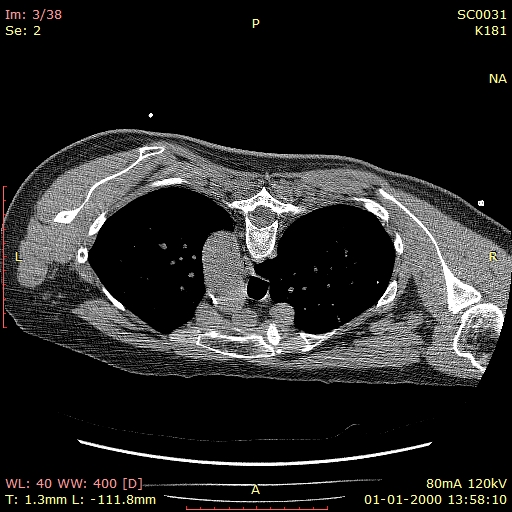 Im: 3/38
Se: 2
P
SC0031
K181
NA
L
R
WL: 40 WW: 400 [D]
T: 1.3mm L: -111.8mm
A
80mA 120kV
01-01-2000 13:58:10